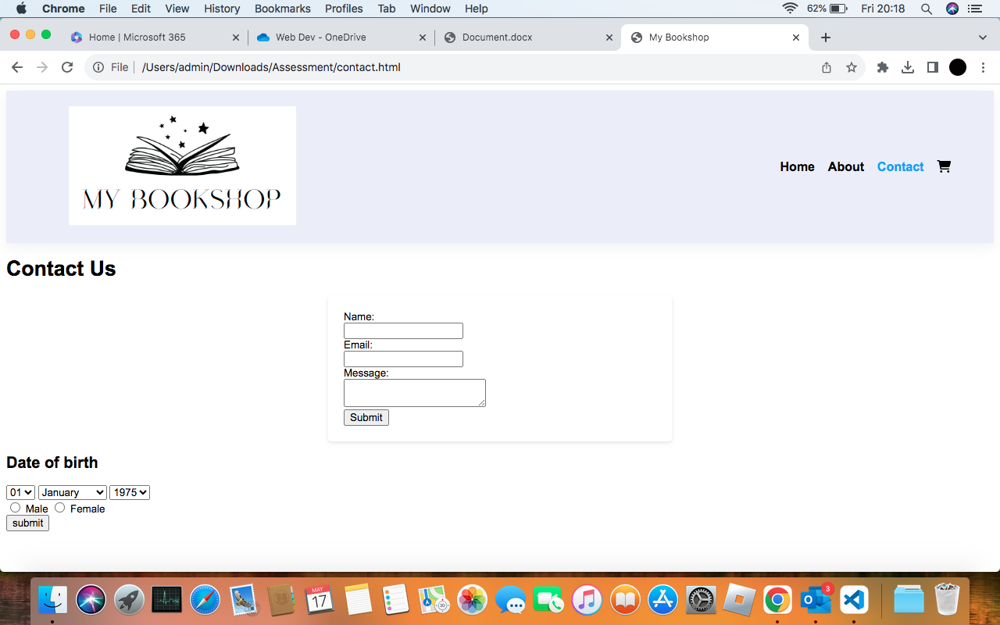 Chrome File Edit View History Bookmarks Profiles Tab Window Help 62% Fri 20:18
Home | Microsoft 365 Web Dev - OneDrive Document.docx My Bookshop
File /Users/admin/Downloads/Assessment/contact.html
MY BOOKSHOP
Home About Contact
Contact Us
Name:
Email:
Message:
Submit
Date of birth
01 January 1975
Male Female
submit
MAY
17
3